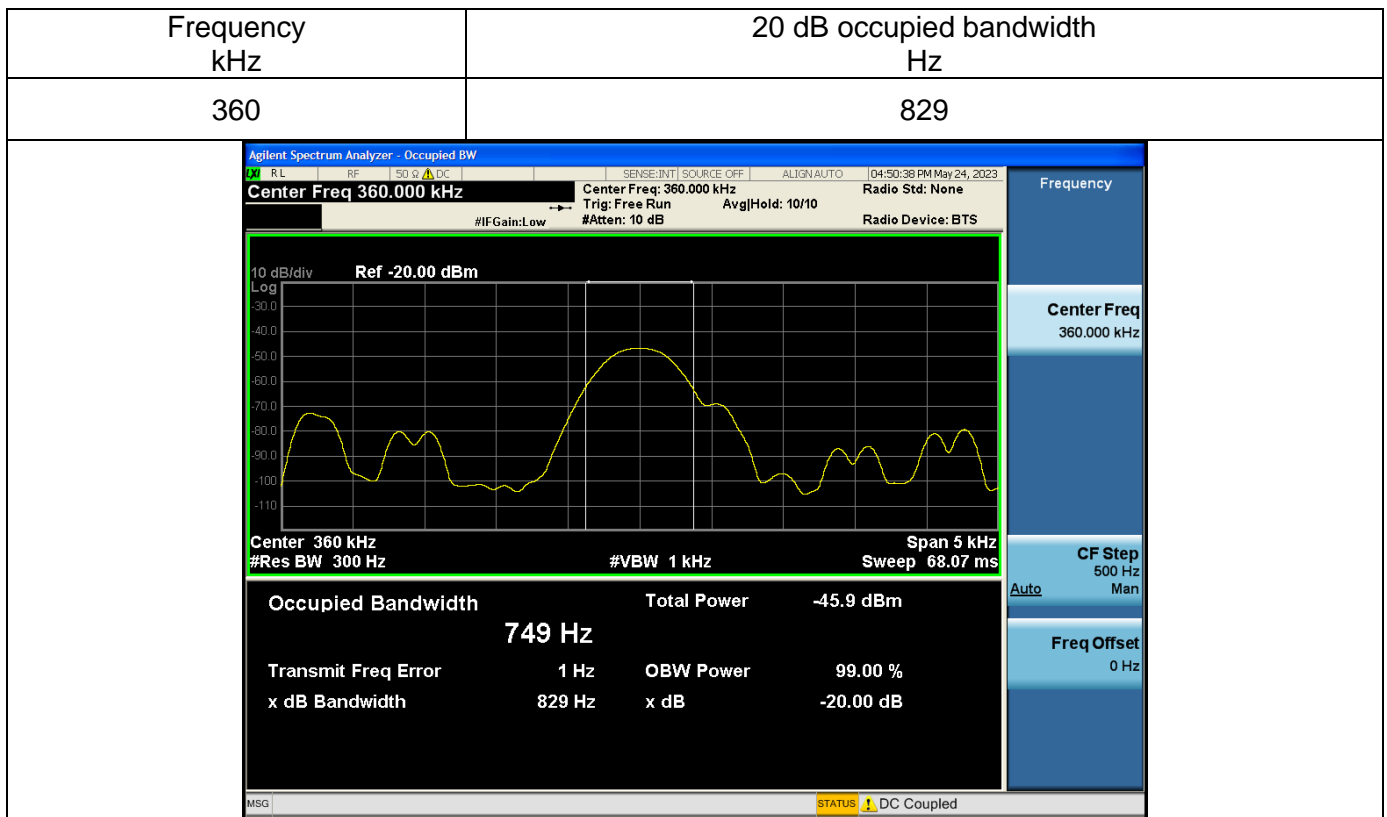 Frequency
kHz
20 dB occupied bandwidth
Hz
360
829
Agilent Spectrum Analyzer - Occupied BW
LXI RL RF 50 Ω DC SENSE:INT SOURCE OFF ALIGN AUTO 04:50:38 PM May 24, 2023
Center Freq 360.000 kHz
Center Freq: 360.000 kHz
Radio Std: None
Trig: Free Run Avg|Hold: 10/10
#IFGain:Low
#Atten: 10 dB
Radio Device: BTS
10 dB/div Ref -20.00 dBm
Log
-30.0
-40.0
-50.0
-60.0
-70.0
-80.0
-90.0
-100
-110
Center 360 kHz
Span 5 kHz
#Res BW 300 Hz
#VBW 1 kHz
Sweep 68.07 ms
Occupied Bandwidth
749 Hz
Total Power -45.9 dBm
Transmit Freq Error 1 Hz
OBW Power 99.00 %
x dB Bandwidth 829 Hz
x dB -20.00 dB
Frequency
Center Freq
360.000 kHz
CF Step
500 Hz
Auto Man
Freq Offset
0 Hz
MSG
STATUS DC Coupled